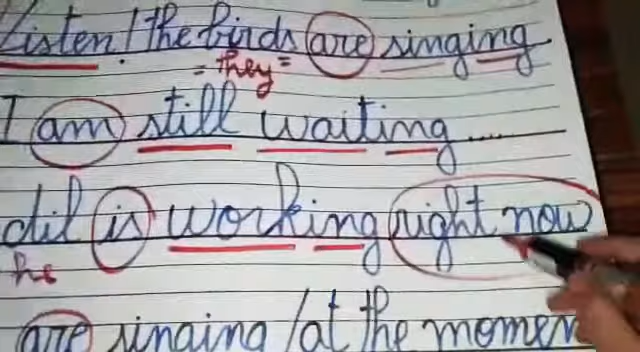 Listen! the birds are singing
= they =
I am still waiting ......
dil is working right now
he
are singing / at the momen